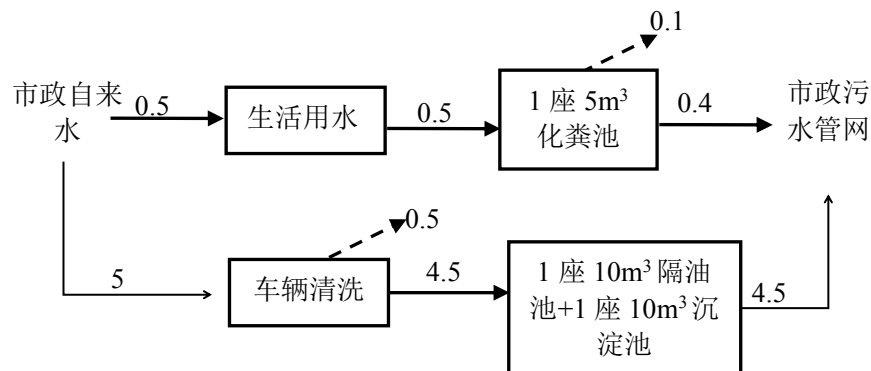 0.1
市政自来
水
0.5
生活用水
0.5
1 座 5m³
化粪池
0.4
市政污
水管网
0.5
5
车辆清洗
4.5
1 座 10m³ 隔油
池+1 座 10m³ 沉
淀池
4.5